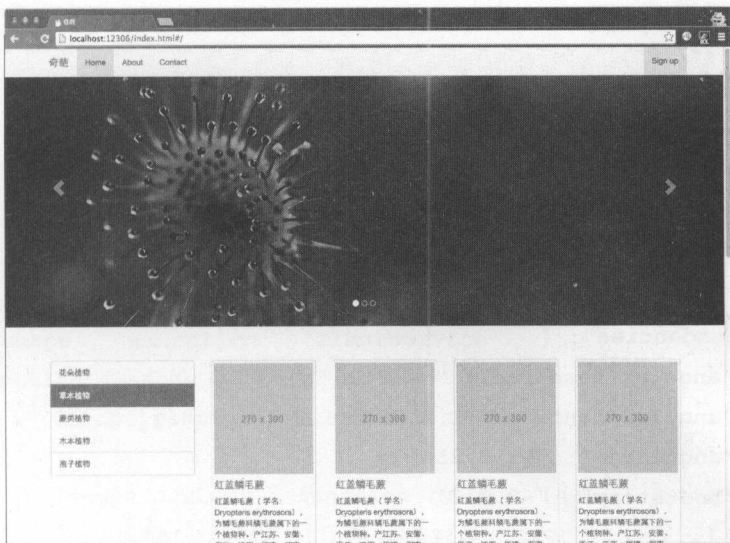 Gift
localhost:12306/index.html#/
奇葩 Home About Contact Sign up
花朵植物
草本植物
蕨类植物
木本植物
孢子植物
270 x 300 270 x 300 270 x 300 270 x 300
红盖鳞毛蕨 红盖鳞毛蕨 红盖鳞毛蕨 红盖鳞毛蕨
红盖鳞毛蕨（学名: 红盖鳞毛蕨（学名: 红盖鳞毛蕨（学名: 红盖鳞毛蕨（学名:
Dryopteris erythrosora）， Dryopteris erythrosora）， Dryopteris erythrosora）， Dryopteris erythrosora），
为鳞毛蕨科鳞毛蕨属下的一 为鳞毛蕨科鳞毛蕨属下的一 为鳞毛蕨科鳞毛蕨属下的一 为鳞毛蕨科鳞毛蕨属下的一
个植物种。产江苏、安徽、 个植物种。产江苏、安徽、 个植物种。产江苏、安徽、 个植物种。产江苏、安徽、